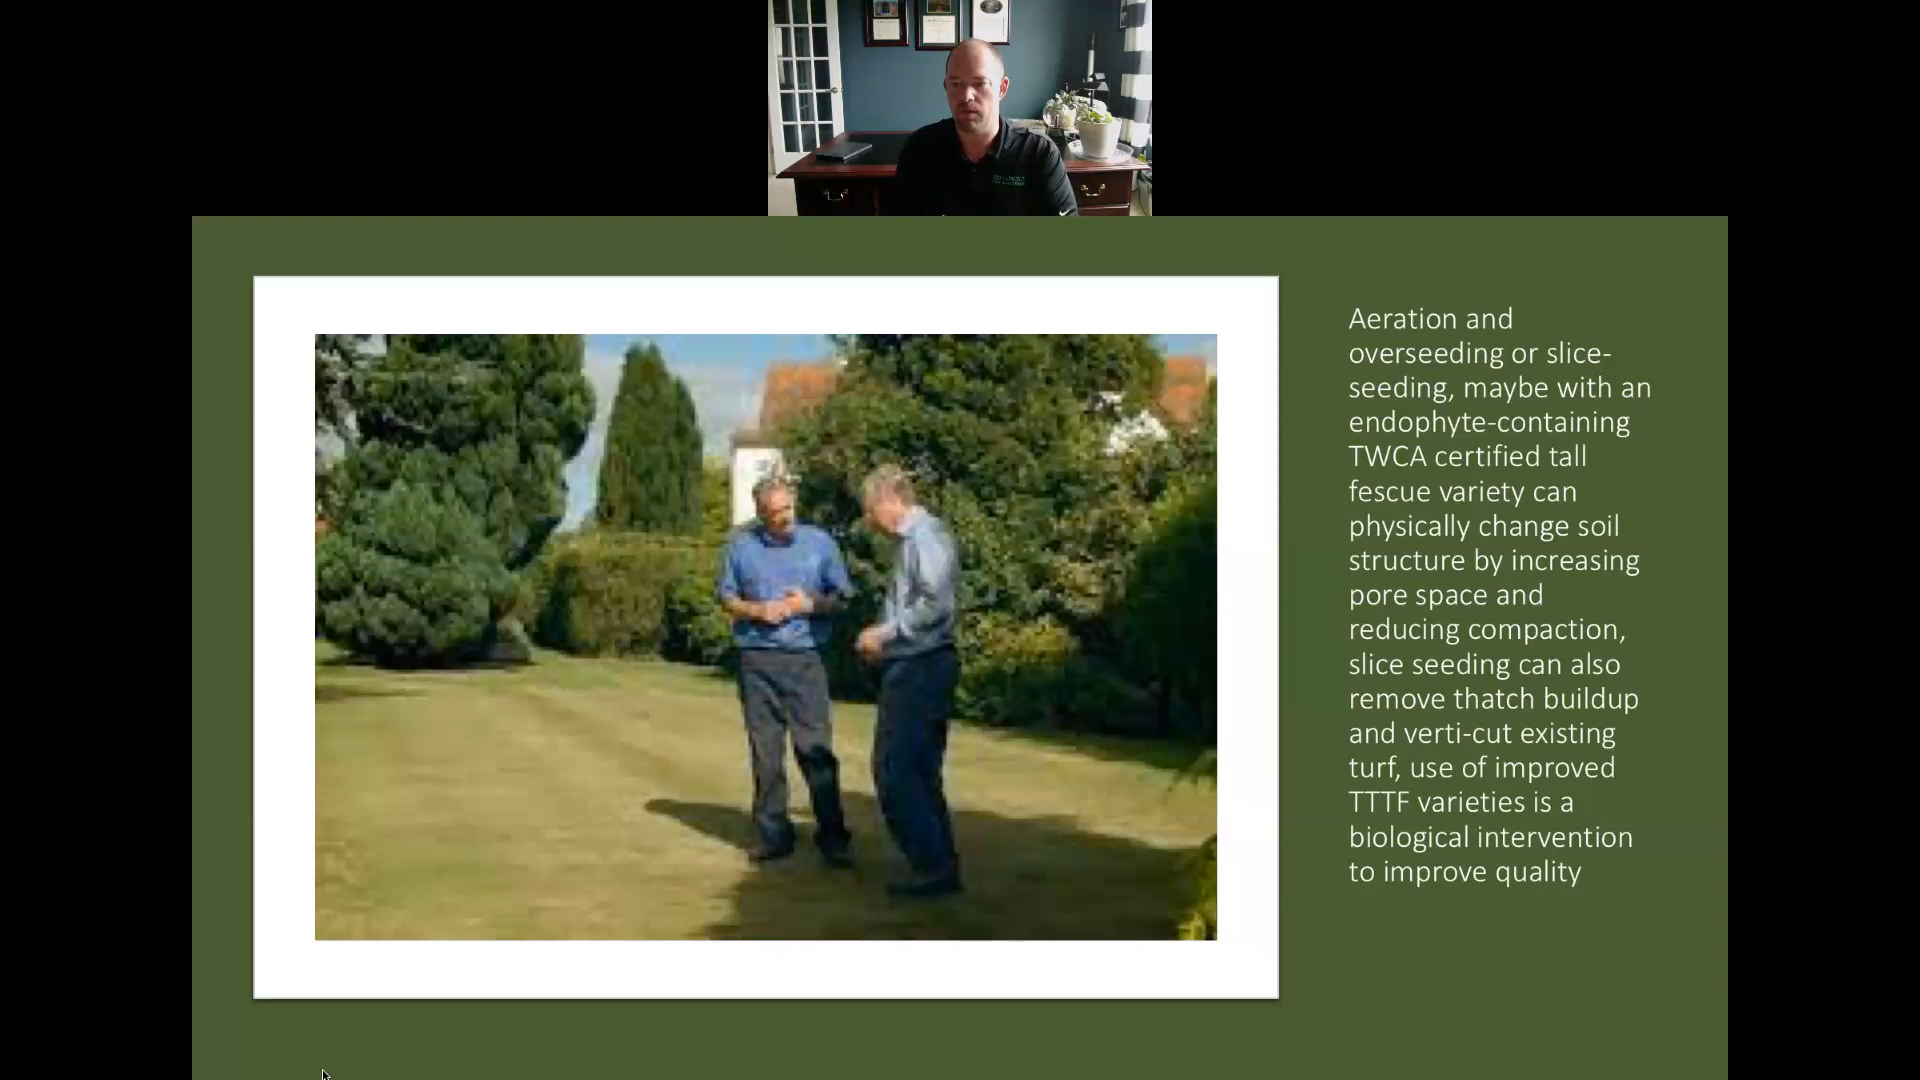 Aeration and
overseeding or slice-
seeding, maybe with an
endophyte-containing
TWCA certified tall
fescue variety can
physically change soil
structure by increasing
pore space and
reducing compaction,
slice seeding can also
remove thatch buildup
and verti-cut existing
turf, use of improved
TTTF varieties is a
biological intervention
to improve quality